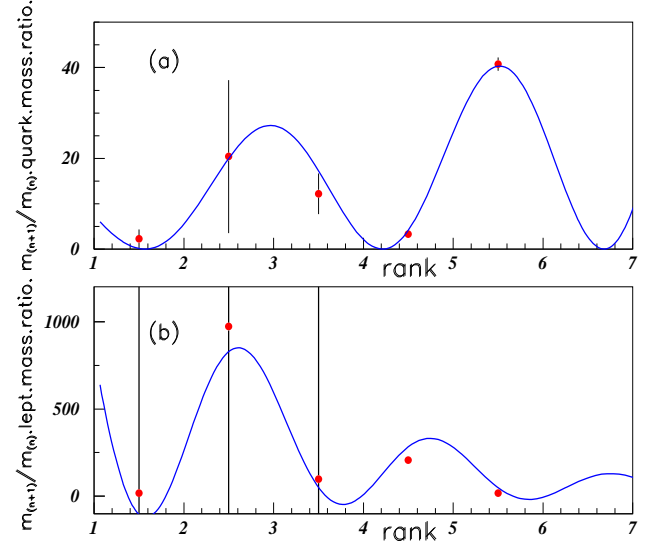 m(n+1)/m(n).quark.mass.ratio.
(a)
40
20
0
1 2 3 4 5 6 7
rank
m(n+1)/m(n).lept.mass.ratio.
(b)
1000
500
0
1 2 3 4 5 6 7
rank